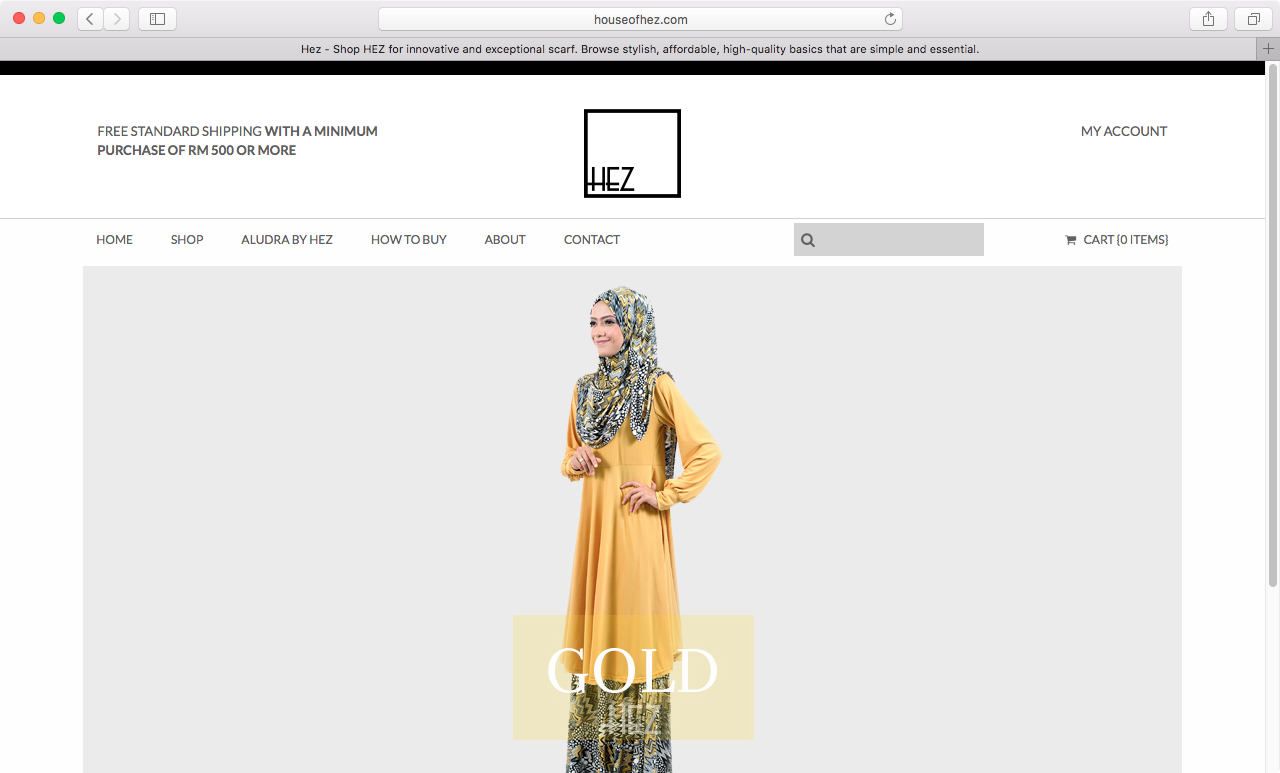 houseofhez.com
Hez - Shop HEZ for innovative and exceptional scarf. Browse stylish, affordable, high-quality basics that are simple and essential.
FREE STANDARD SHIPPING WITH A MINIMUM
PURCHASE OF RM 500 OR MORE
HEZ
MY ACCOUNT
HOME SHOP ALUDRA BY HEZ HOW TO BUY ABOUT CONTACT CART {0 ITEMS}
GOLD
HEZ